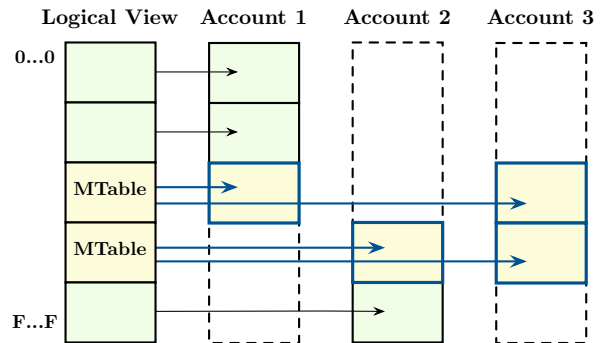 Logical View Account 1 Account 2 Account 3
0...0
MTable
MTable
F...F